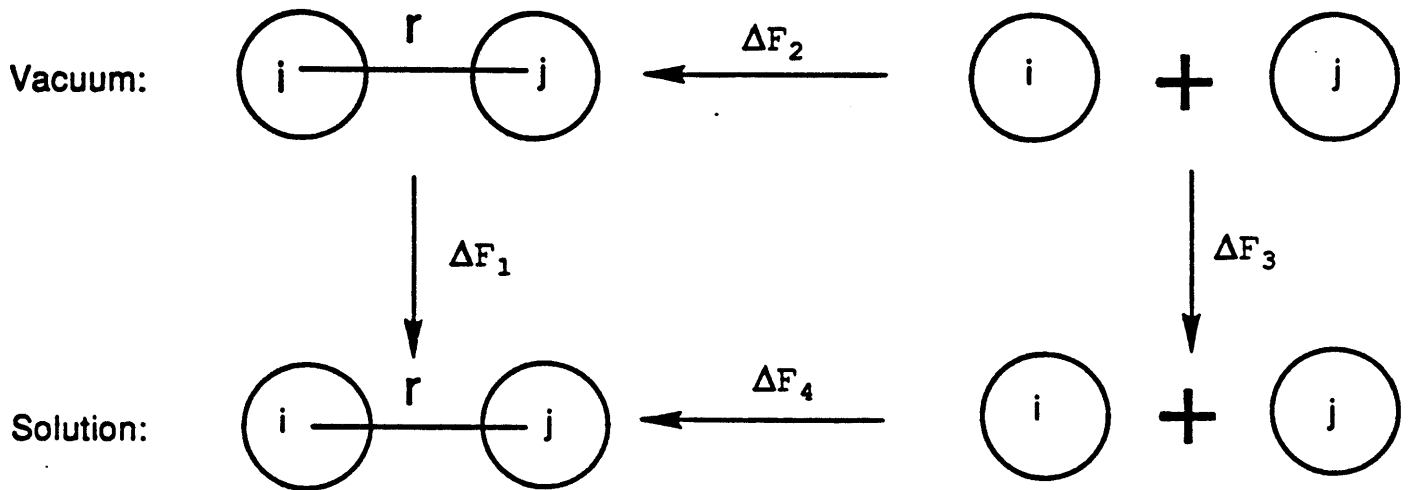 Vacuum: i r j ΔF₂ i + j
ΔF₁ ΔF₃
Solution: i r j ΔF₄ i + j